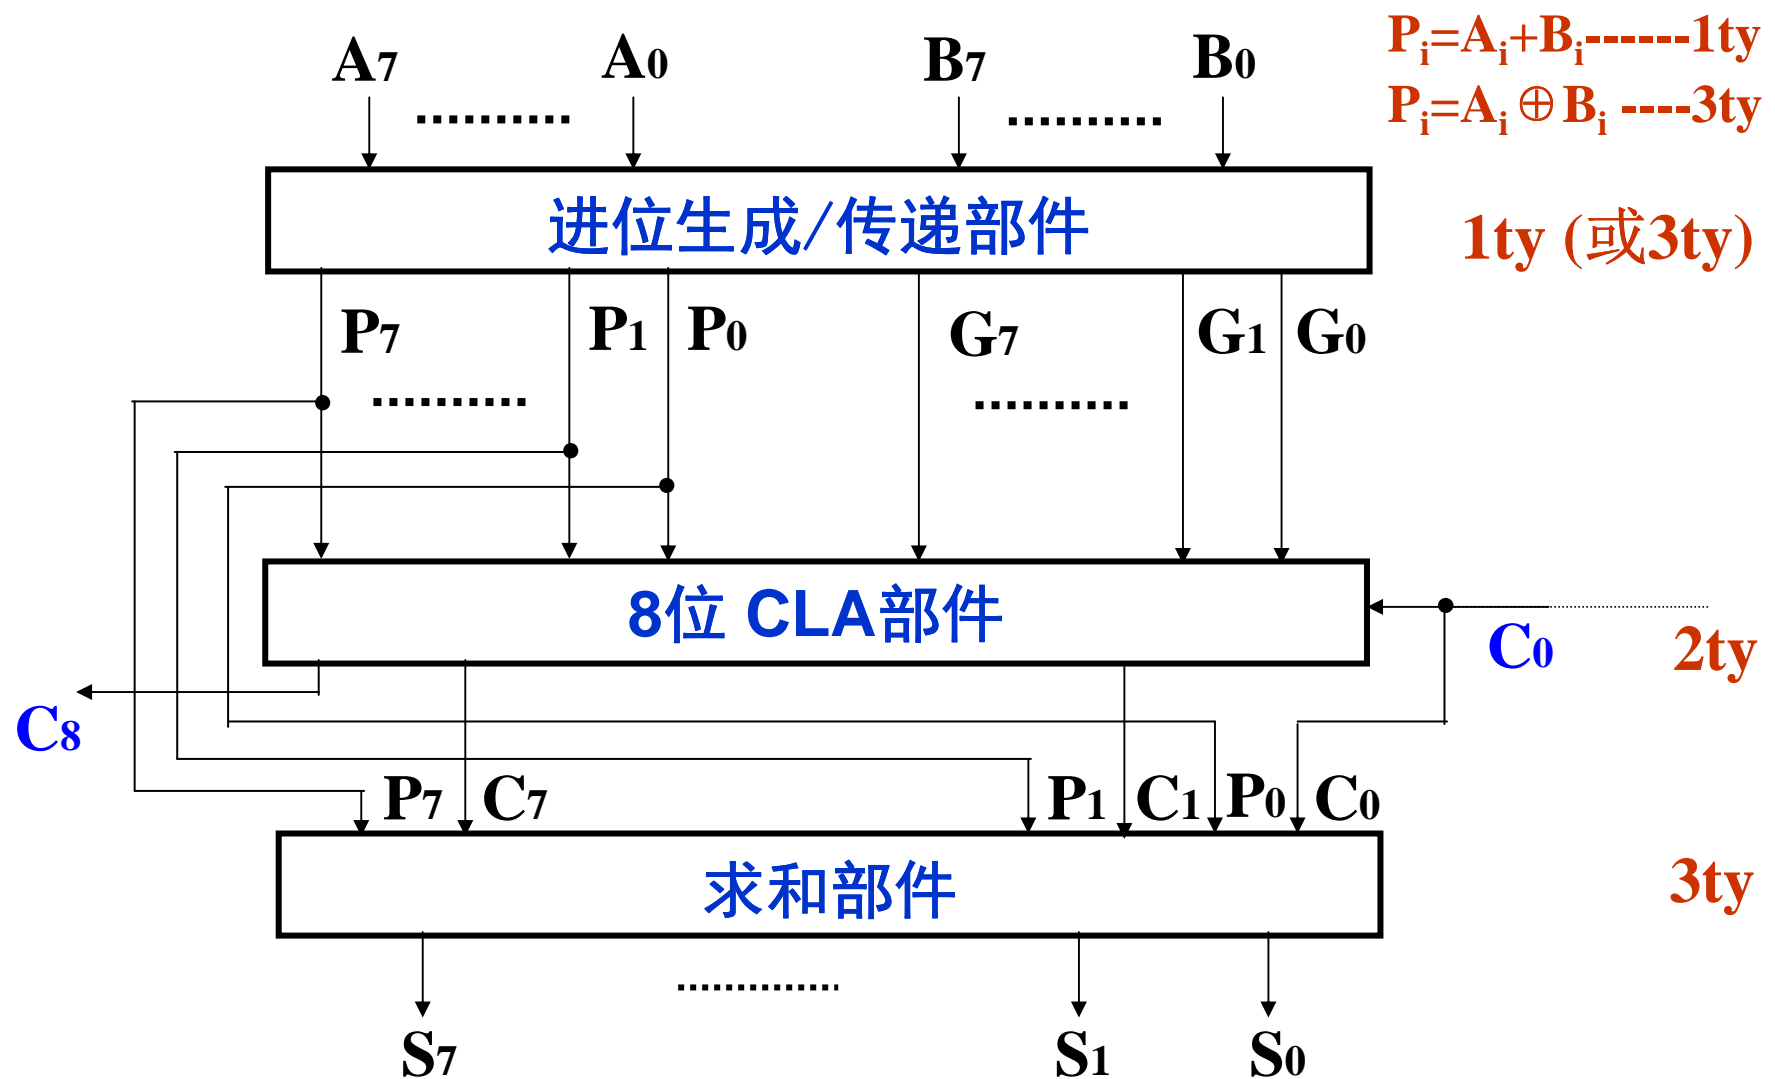 A7 A0 B7 B0
Pi=Ai+Bi------1ty
Pi=Ai⊕Bi ----3ty
进位生成/传递部件
1ty (或3ty)
P7 P1 P0 G7 G1 G0
8位 CLA部件
C0
2ty
C8
P7 C7 P1 C1 P0 C0
求和部件
3ty
S7 S1 S0